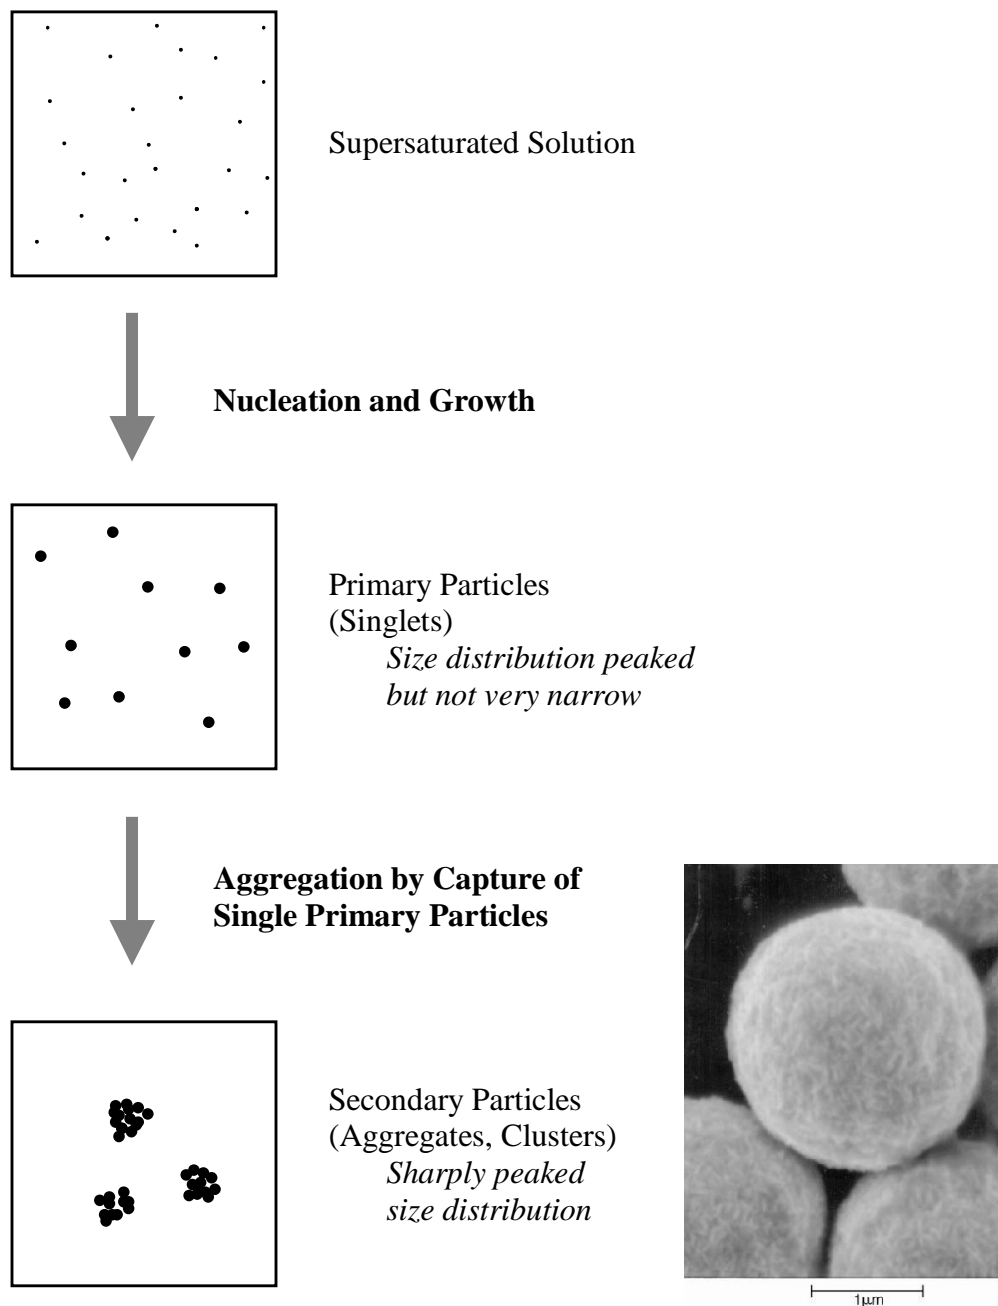 Supersaturated Solution
Nucleation and Growth
Primary Particles
(Singlets)
Size distribution peaked
but not very narrow
Aggregation by Capture of
Single Primary Particles
Secondary Particles
(Aggregates, Clusters)
Sharply peaked
size distribution
1μm